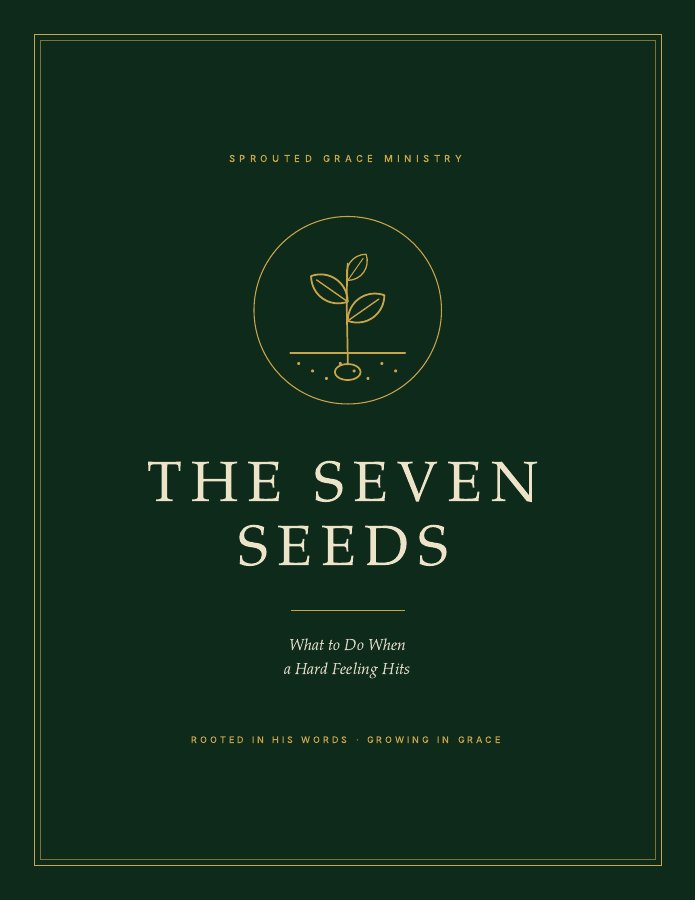 SPROUTED GRACE MINISTRY
THE SEVEN
SEEDS
What to Do When
a Hard Feeling Hits
ROOTED IN HIS WORDS · GROWING IN GRACE